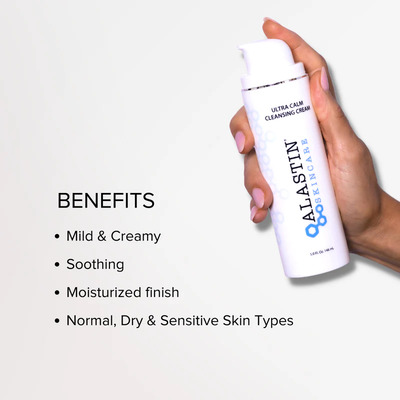 ULTRA CALM
CLEANSING CREAM
ALASTIN
SKINCARE
BENEFITS
• Mild & Creamy
• Soothing
• Moisturized finish
• Normal, Dry & Sensitive Skin Types